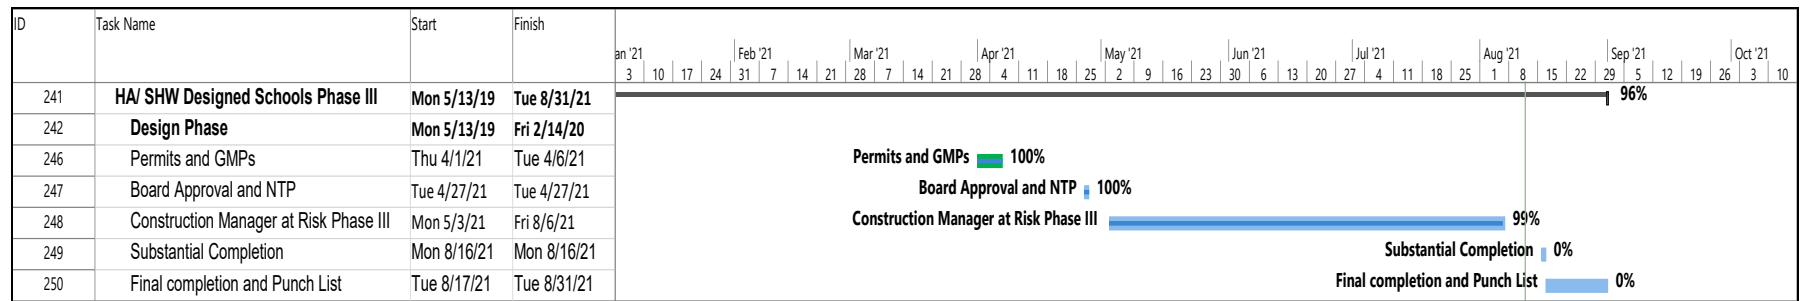 ID Task Name Start Finish
an '21 Feb '21 Mar '21 Apr '21 May '21 Jun '21 Jul '21 Aug '21 Sep '21 Oct '21
3 10 17 24 31 7 14 21 28 7 14 21 28 4 11 18 25 2 9 16 23 30 6 13 20 27 4 11 18 25 1 8 15 22 29 5 12 19 26 3 10
241 HA/ SHW Designed Schools Phase III Mon 5/13/19 Tue 8/31/21 96%
242 Design Phase Mon 5/13/19 Fri 2/14/20
246 Permits and GMPs Thu 4/1/21 Tue 4/6/21 Permits and GMPs 100%
247 Board Approval and NTP Tue 4/27/21 Tue 4/27/21 Board Approval and NTP 100%
248 Construction Manager at Risk Phase III Mon 5/3/21 Fri 8/6/21 Construction Manager at Risk Phase III 99%
249 Substantial Completion Mon 8/16/21 Mon 8/16/21 Substantial Completion 0%
250 Final completion and Punch List Tue 8/17/21 Tue 8/31/21 Final completion and Punch List 0%